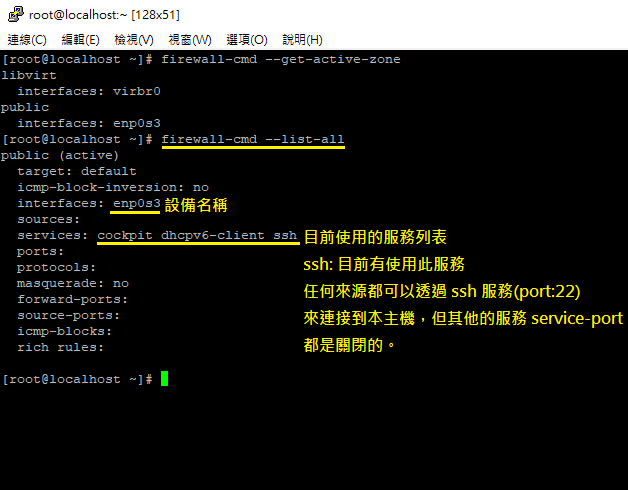 root@localhost:~ [128x51]
連線(C) 編輯(E) 檢視(V) 視窗(W) 選項(O) 說明(H)
[root@localhost ~]# firewall-cmd --get-active-zone
libvirt
  interfaces: virbr0
public
  interfaces: enp0s3
[root@localhost ~]# firewall-cmd --list-all
public (active)
  target: default
  icmp-block-inversion: no
  interfaces: enp0s3 設備名稱
  sources:
  services: cockpit dhcpv6-client ssh 目前使用的服務列表
  ports:
  protocols: ssh: 目前有使用此服務
  masquerade: no 任何來源都可以透過 ssh 服務(port:22)
  forward-ports:
  source-ports: 來連接到本主機，但其他的服務 service-port
  icmp-blocks:
  rich rules: 都是關閉的。
[root@localhost ~]#